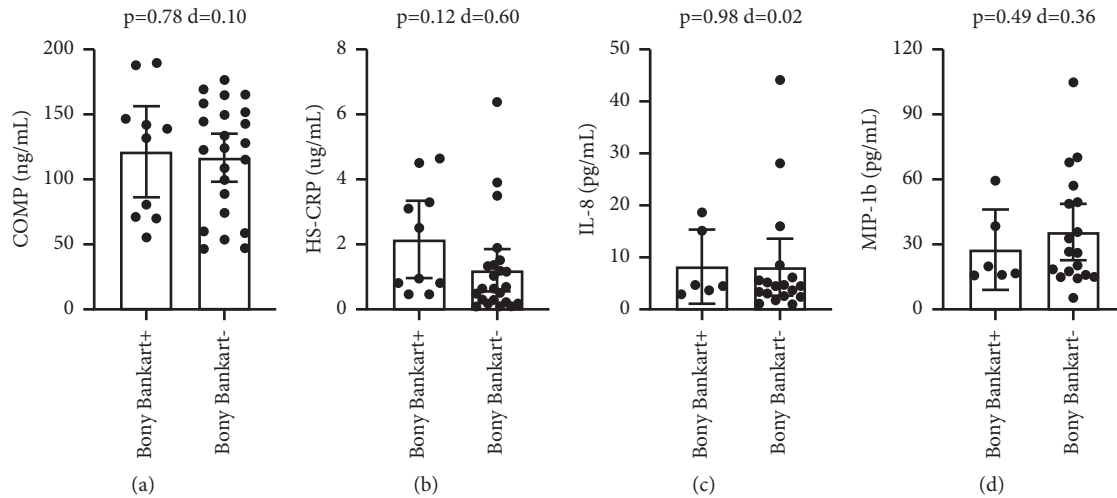 p=0.78 d=0.10
200
150
100
50
0
COMP (ng/mL)
Bony Bankart+
Bony Bankart-
(a)
p=0.12 d=0.60
8
6
4
2
0
HS-CRP (ug/mL)
Bony Bankart+
Bony Bankart-
(b)
p=0.98 d=0.02
50
40
30
20
10
0
IL-8 (pg/mL)
Bony Bankart+
Bony Bankart-
(c)
p=0.49 d=0.36
120
90
60
30
0
MIP-1b (pg/mL)
Bony Bankart+
Bony Bankart-
(d)